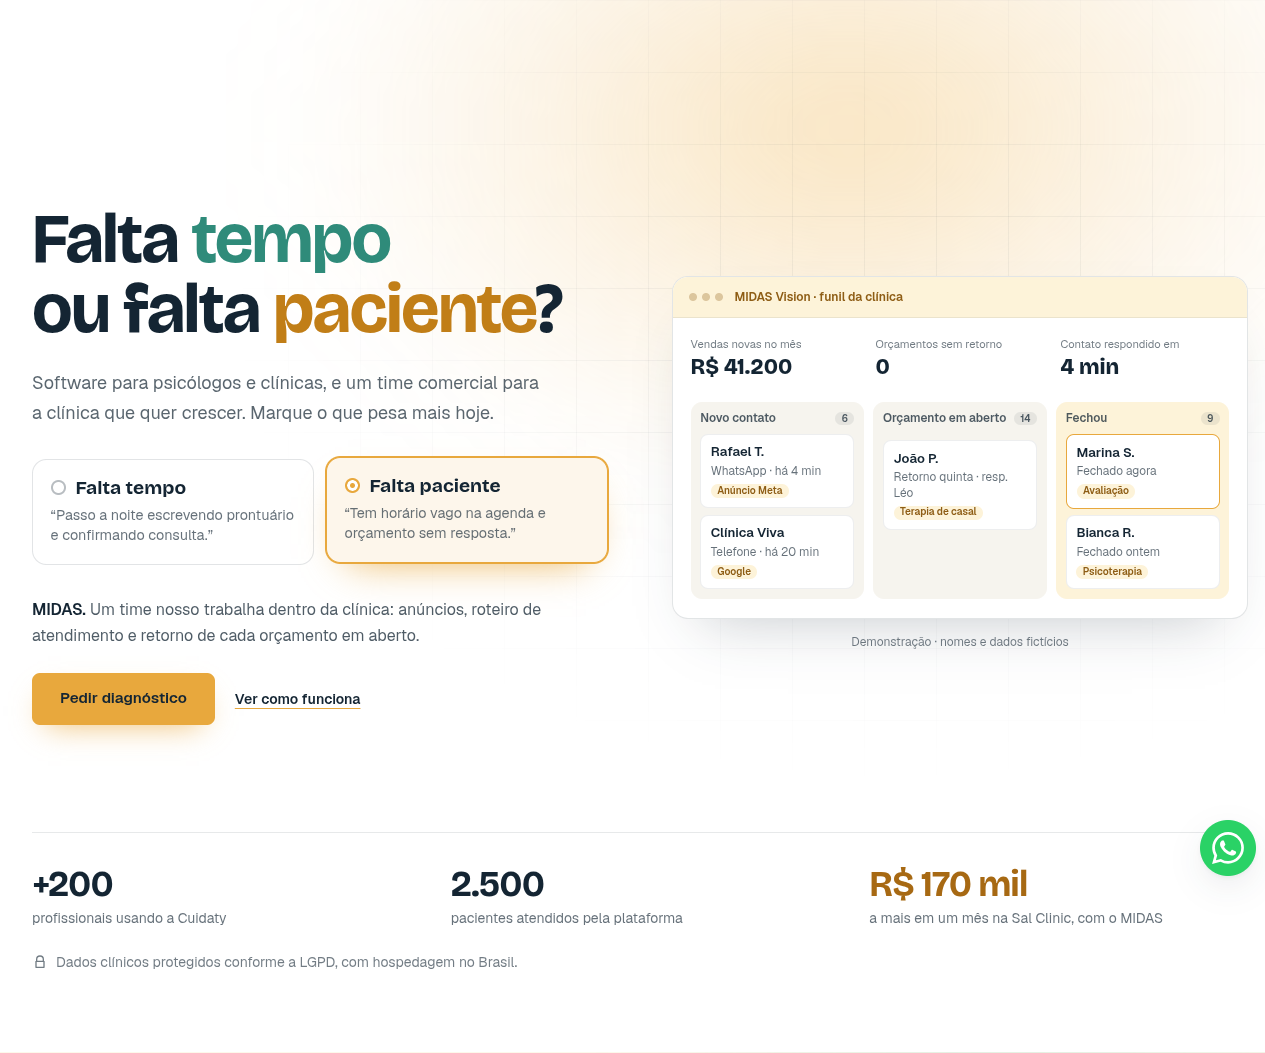 Falta tempo
ou falta paciente?
Software para psicólogos e clínicas, e um time comercial para
a clínica que quer crescer. Marque o que pesa mais hoje.
Falta tempo
“Passo a noite escrevendo prontuário
e confirmando consulta.”
Falta paciente
“Tem horário vago na agenda e
orçamento sem resposta.”
MIDAS. Um time nosso trabalha dentro da clínica: anúncios, roteiro de
atendimento e retorno de cada orçamento em aberto.
Pedir diagnóstico
Ver como funciona
MIDAS Vision · funil da clínica
Vendas novas no mês
R$ 41.200
Orçamentos sem retorno
0
Contato respondido em
4 min
Novo contato 6
Rafael T.
WhatsApp · há 4 min
Anúncio Meta
Clínica Viva
Telefone · há 20 min
Google
Orçamento em aberto 14
João P.
Retorno quinta · resp.
Léo
Terapia de casal
Fechou 9
Marina S.
Fechado agora
Avaliação
Bianca R.
Fechado ontem
Psicoterapia
Demonstração · nomes e dados fictícios
+200
profissionais usando a Cuidaty
2.500
pacientes atendidos pela plataforma
R$ 170 mil
a mais em um mês na Sal Clinic, com o MIDAS
Dados clínicos protegidos conforme a LGPD, com hospedagem no Brasil.